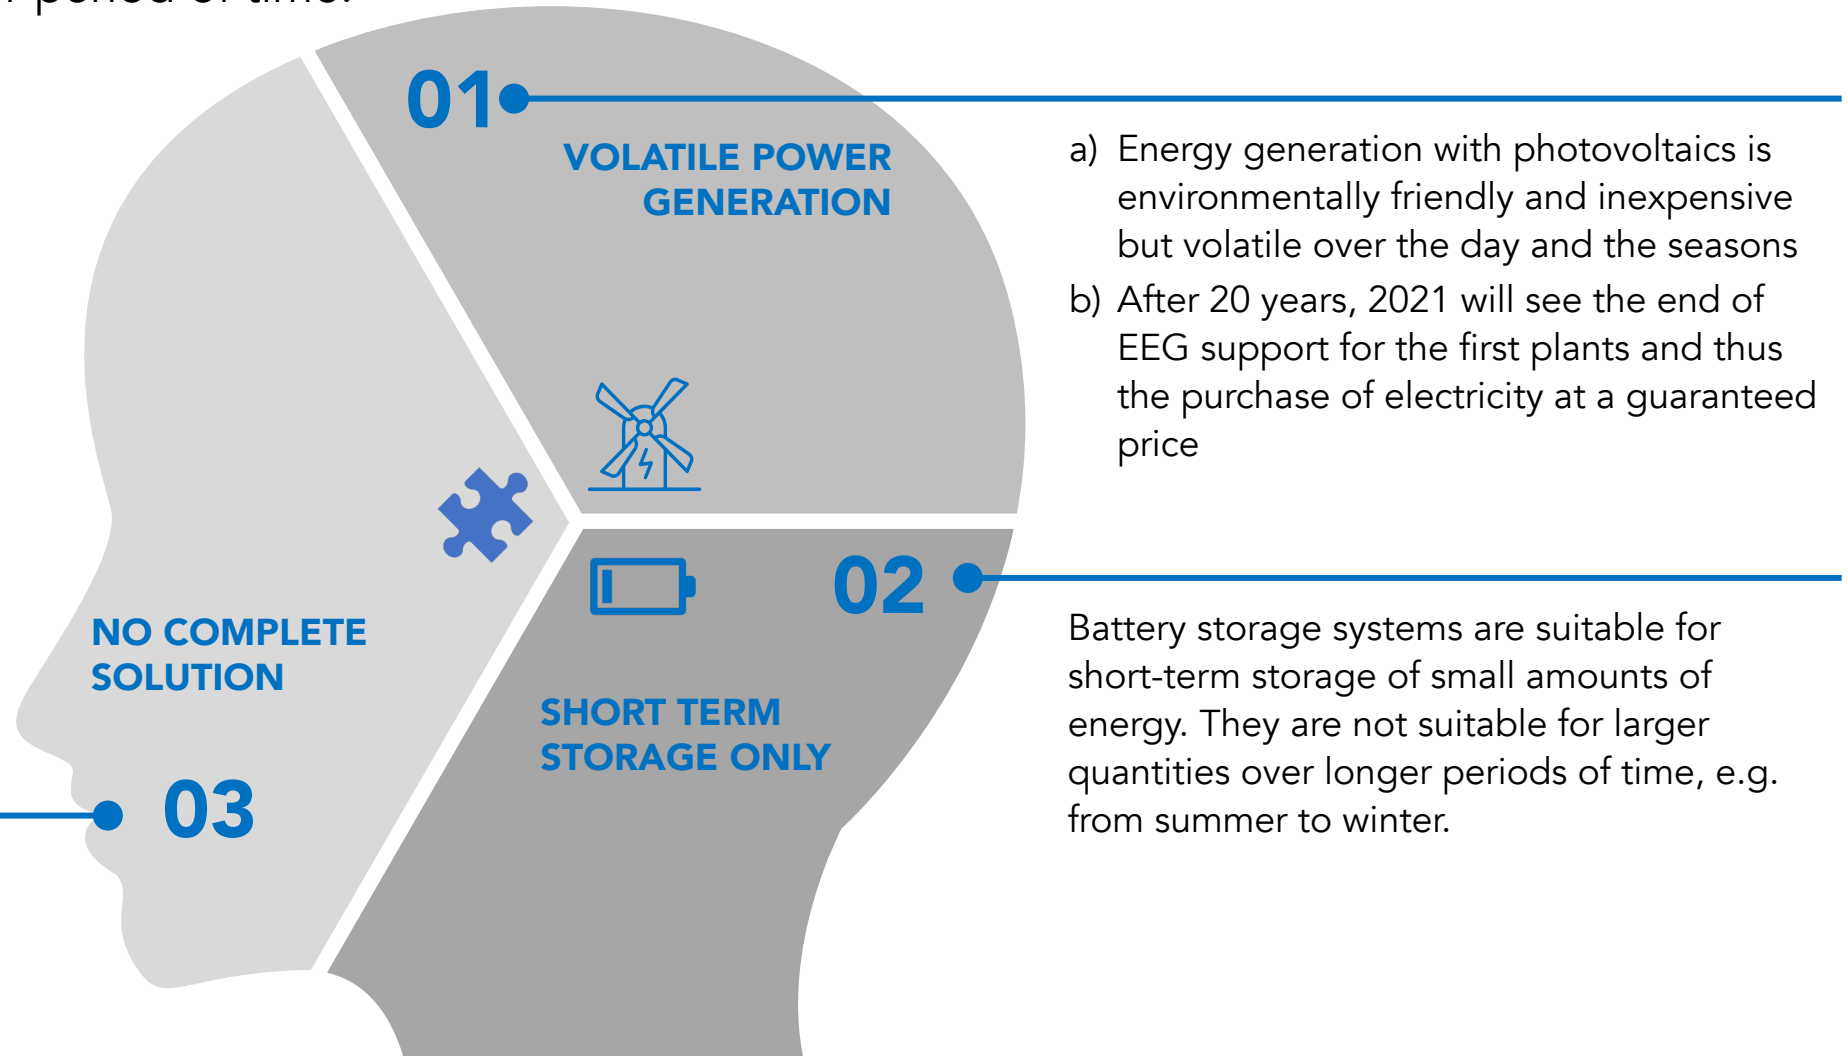 period of time.
01
VOLATILE POWER
GENERATION
a) Energy generation with photovoltaics is
environmentally friendly and inexpensive
but volatile over the day and the seasons
b) After 20 years, 2021 will see the end of
EEG support for the first plants and thus
the purchase of electricity at a guaranteed
price
02
SHORT TERM
STORAGE ONLY
Battery storage systems are suitable for
short-term storage of small amounts of
energy. They are not suitable for larger
quantities over longer periods of time, e.g.
from summer to winter.
NO COMPLETE
SOLUTION
03